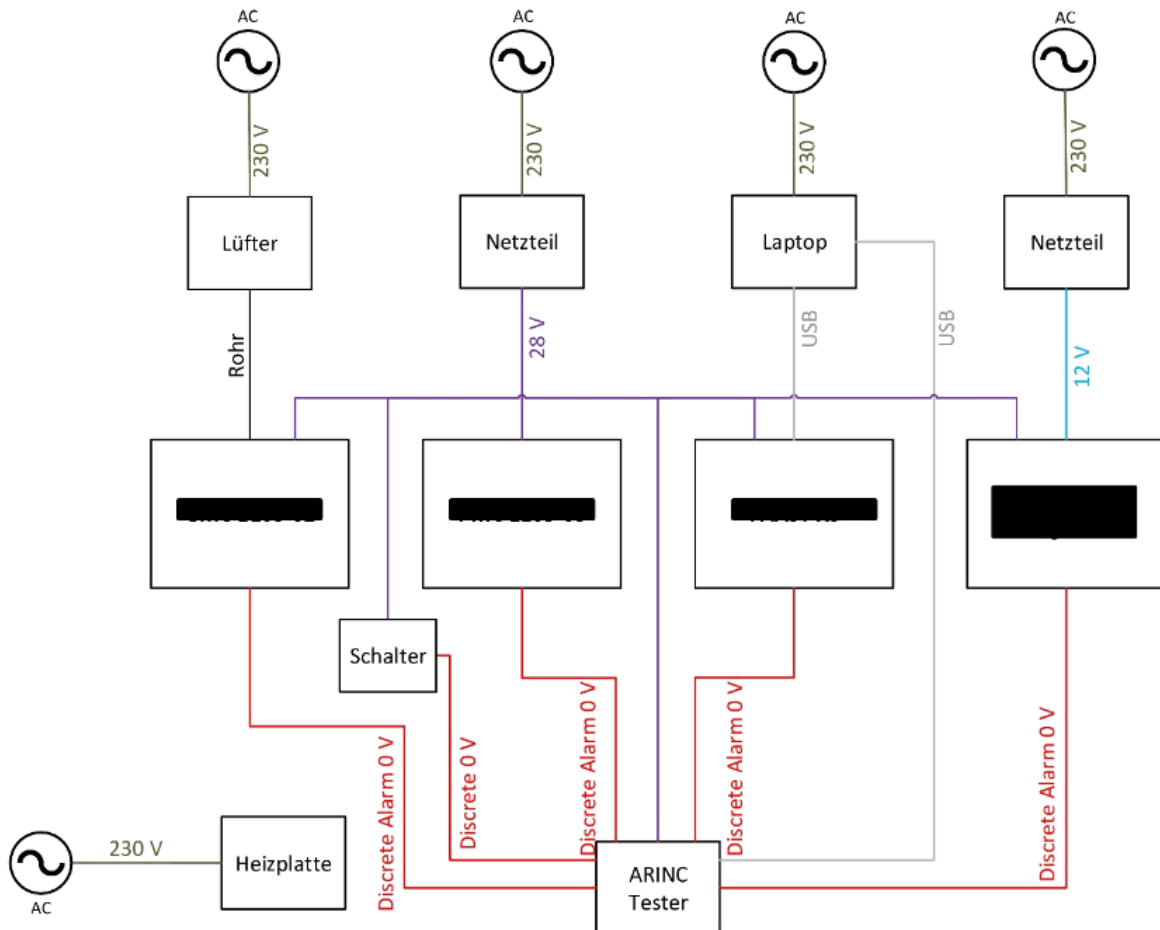 AC
AC
AC
AC
230 V
230 V
230 V
230 V
Lüfter
Netzteil
Laptop
Netzteil
Rohr
28 V
USB
USB
12 V
Schalter
Discrete Alarm 0 V
Discrete 0 V
Discrete Alarm 0 V
Discrete Alarm 0 V
Discrete Alarm 0 V
230 V
Heizplatte
AC
ARINC
Tester